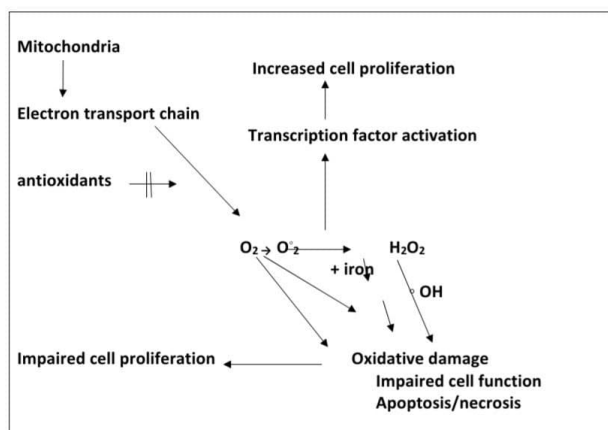 Mitochondria
Increased cell proliferation
Electron transport chain
Transcription factor activation
antioxidants
O₂ → O°₂ H₂O₂
+ iron
° OH
Impaired cell proliferation
Oxidative damage
Impaired cell function
Apoptosis/necrosis